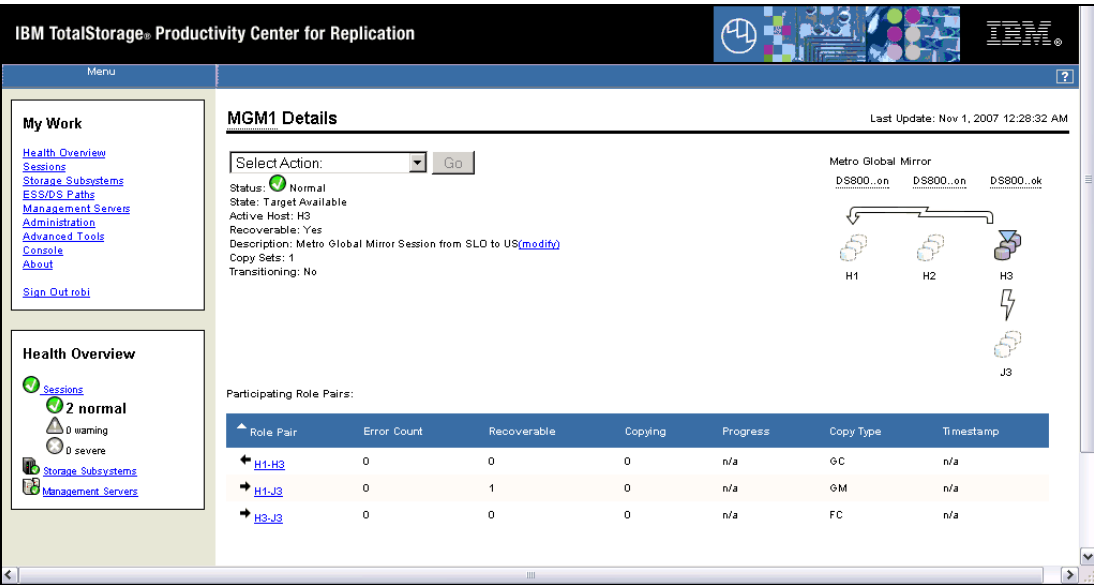 IBM TotalStorage® Productivity Center for Replication
IBM®
Menu
?
My Work
Health Overview
Sessions
Storage Subsystems
ESS/DS Paths
Management Servers
Administration
Advanced Tools
Console
About
Sign Out robi
Health Overview
Sessions
2 normal
0 warning
0 severe
Storage Subsystems
Management Servers
MGM1 Details
Last Update: Nov 1, 2007 12:28:32 AM
Select Action:
Go
Status: Normal
State: Target Available
Active Host: H3
Recoverable: Yes
Description: Metro Global Mirror Session from SLO to US(modify)
Copy Sets: 1
Transitioning: No
Metro Global Mirror
DS800..on DS800..on DS800..ok
H1 H2 H3
J3
Participating Role Pairs:
Role Pair Error Count Recoverable Copying Progress Copy Type Timestamp
H1-H3 0 0 0 n/a GC n/a
H1-J3 0 1 0 n/a GM n/a
H3-J3 0 0 0 n/a FC n/a